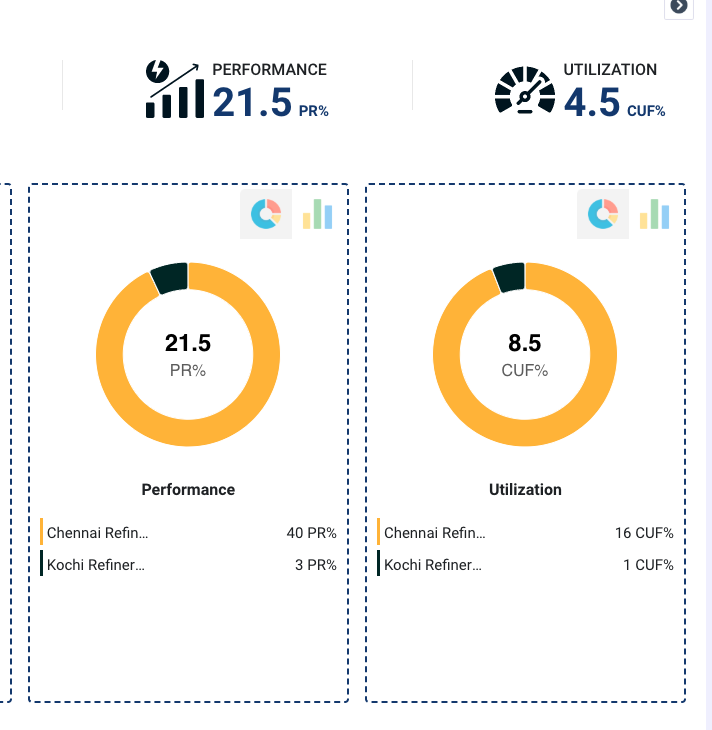 PERFORMANCE
21.5 PR%
UTILIZATION
4.5 CUF%
21.5
PR%
Performance
Chennai Refin... 40 PR%
Kochi Refiner... 3 PR%
8.5
CUF%
Utilization
Chennai Refin... 16 CUF%
Kochi Refiner... 1 CUF%